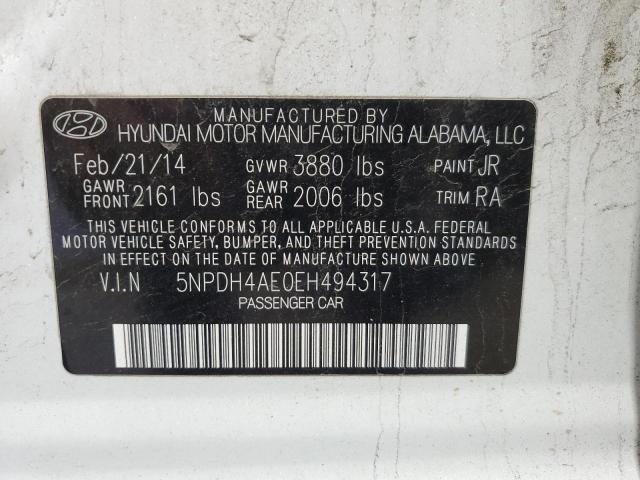 MANUFACTURED BY
HYUNDAI MOTOR MANUFACTURING ALABAMA, LLC
Feb/21/14 GVWR 3880 lbs PAINT JR
GAWR FRONT 2161 lbs GAWR REAR 2006 lbs TRIM RA
THIS VEHICLE CONFORMS TO ALL APPLICABLE U.S.A. FEDERAL
MOTOR VEHICLE SAFETY, BUMPER, AND THEFT PREVENTION STANDARDS
IN EFFECT ON THE DATE OF MANUFACTURE SHOWN ABOVE.
V.I.N 5NPDH4AE0EH494317
PASSENGER CAR